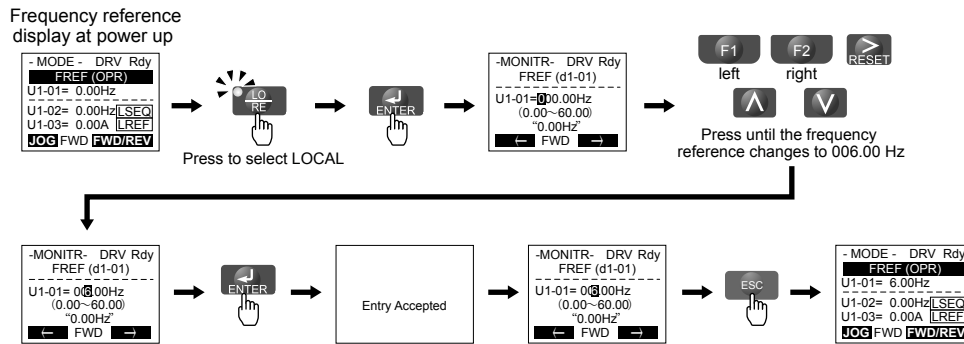 Frequency reference
display at power up
- MODE - DRV Rdy
FREF (OPR)
U1-01= 0.00Hz
U1-02= 0.00Hz LSEQ
U1-03= 0.00A LREF
JOG FWD FWD/REV
LO
RE
Press to select LOCAL
ENTER
-MONITR- DRV Rdy
FREF (d1-01)
U1-01= 000.00Hz
(0.00~60.00)
“0.00Hz”
← FWD →
F1
left
F2
right
>
RESET
∧
∨
Press until the frequency
reference changes to 006.00 Hz
-MONITR- DRV Rdy
FREF (d1-01)
U1-01= 006.00Hz
(0.00~60.00)
“0.00Hz”
← FWD →
ENTER
Entry Accepted
-MONITR- DRV Rdy
FREF (d1-01)
U1-01= 006.00Hz
(0.00~60.00)
“0.00Hz”
← FWD →
ESC
- MODE - DRV Rdy
FREF (OPR)
U1-01= 6.00Hz
U1-02= 0.00Hz LSEQ
U1-03= 0.00A LREF
JOG FWD FWD/REV